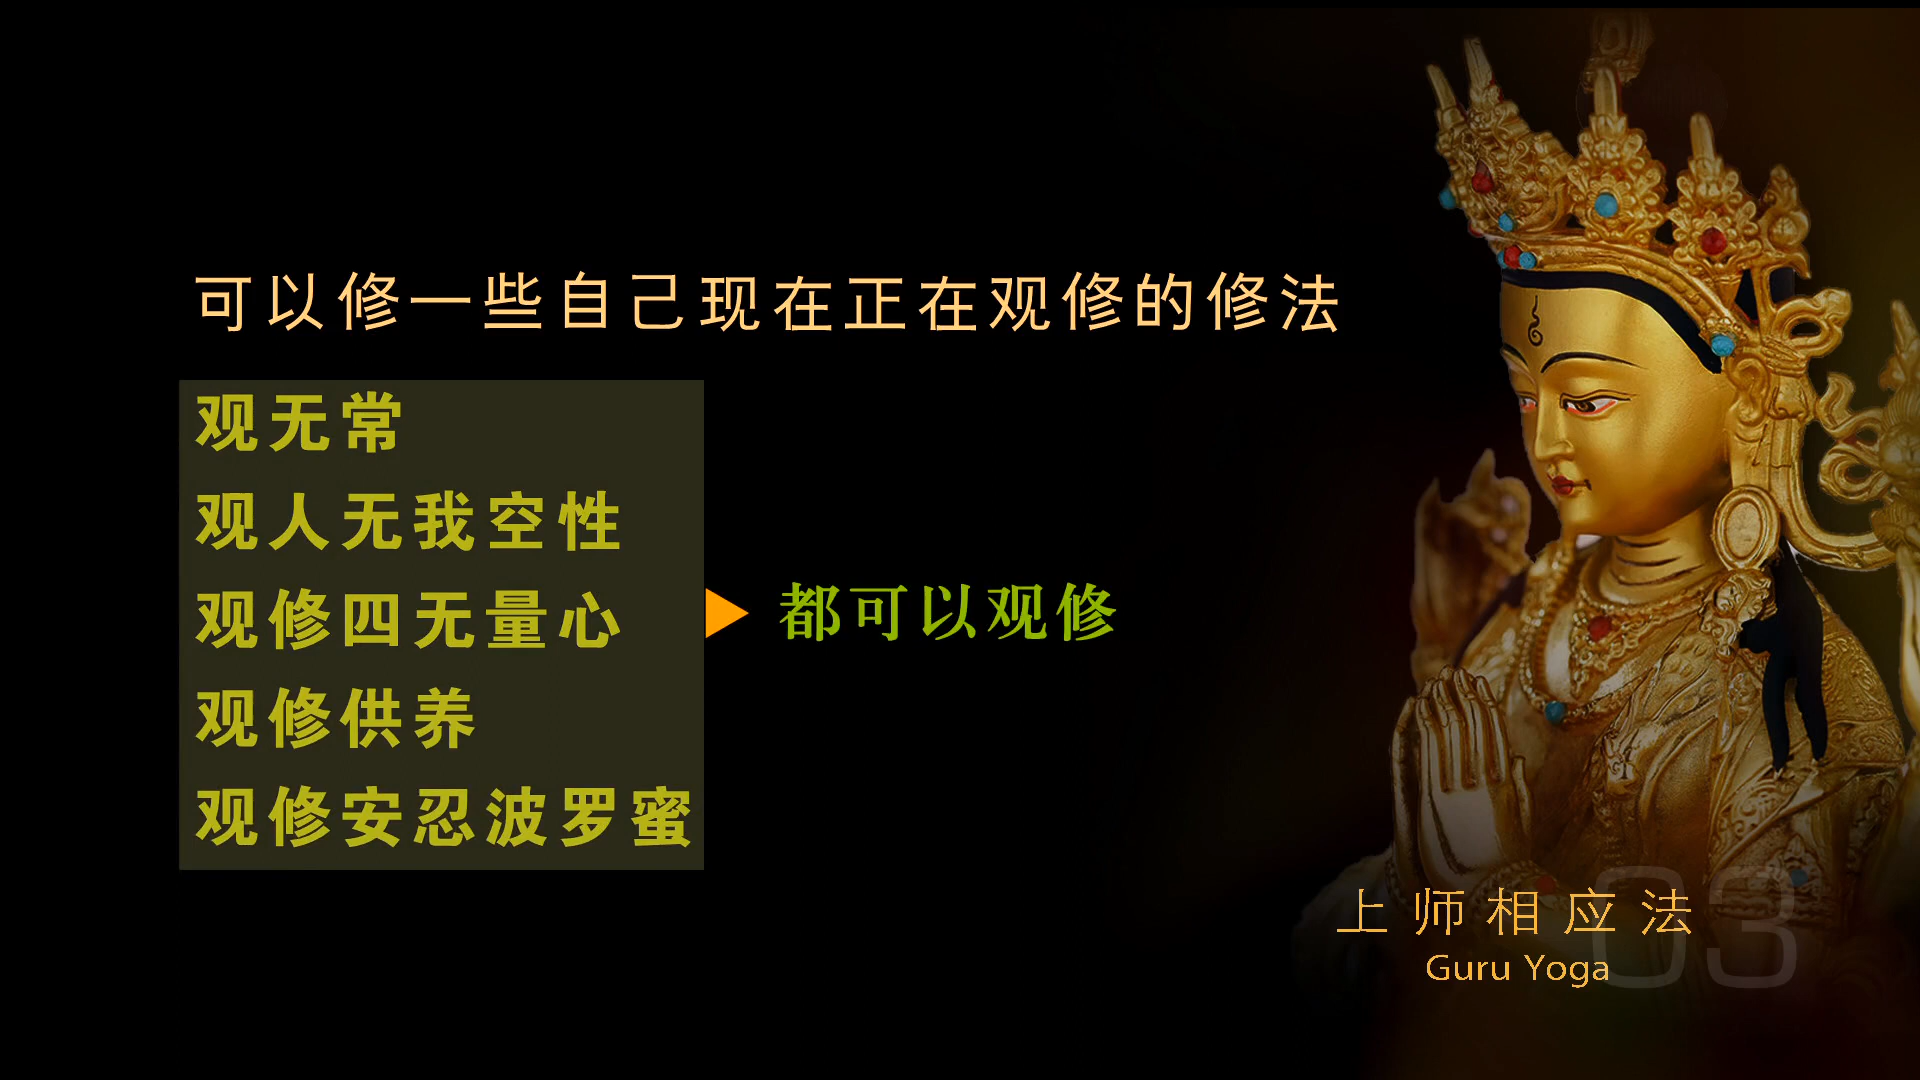 可以修一些自己现在正在观修的修法
观无常
观人无我空性
观修四无量心
观修供养
观修安忍波罗蜜
都可以观修
上师相应法
Guru Yoga
03